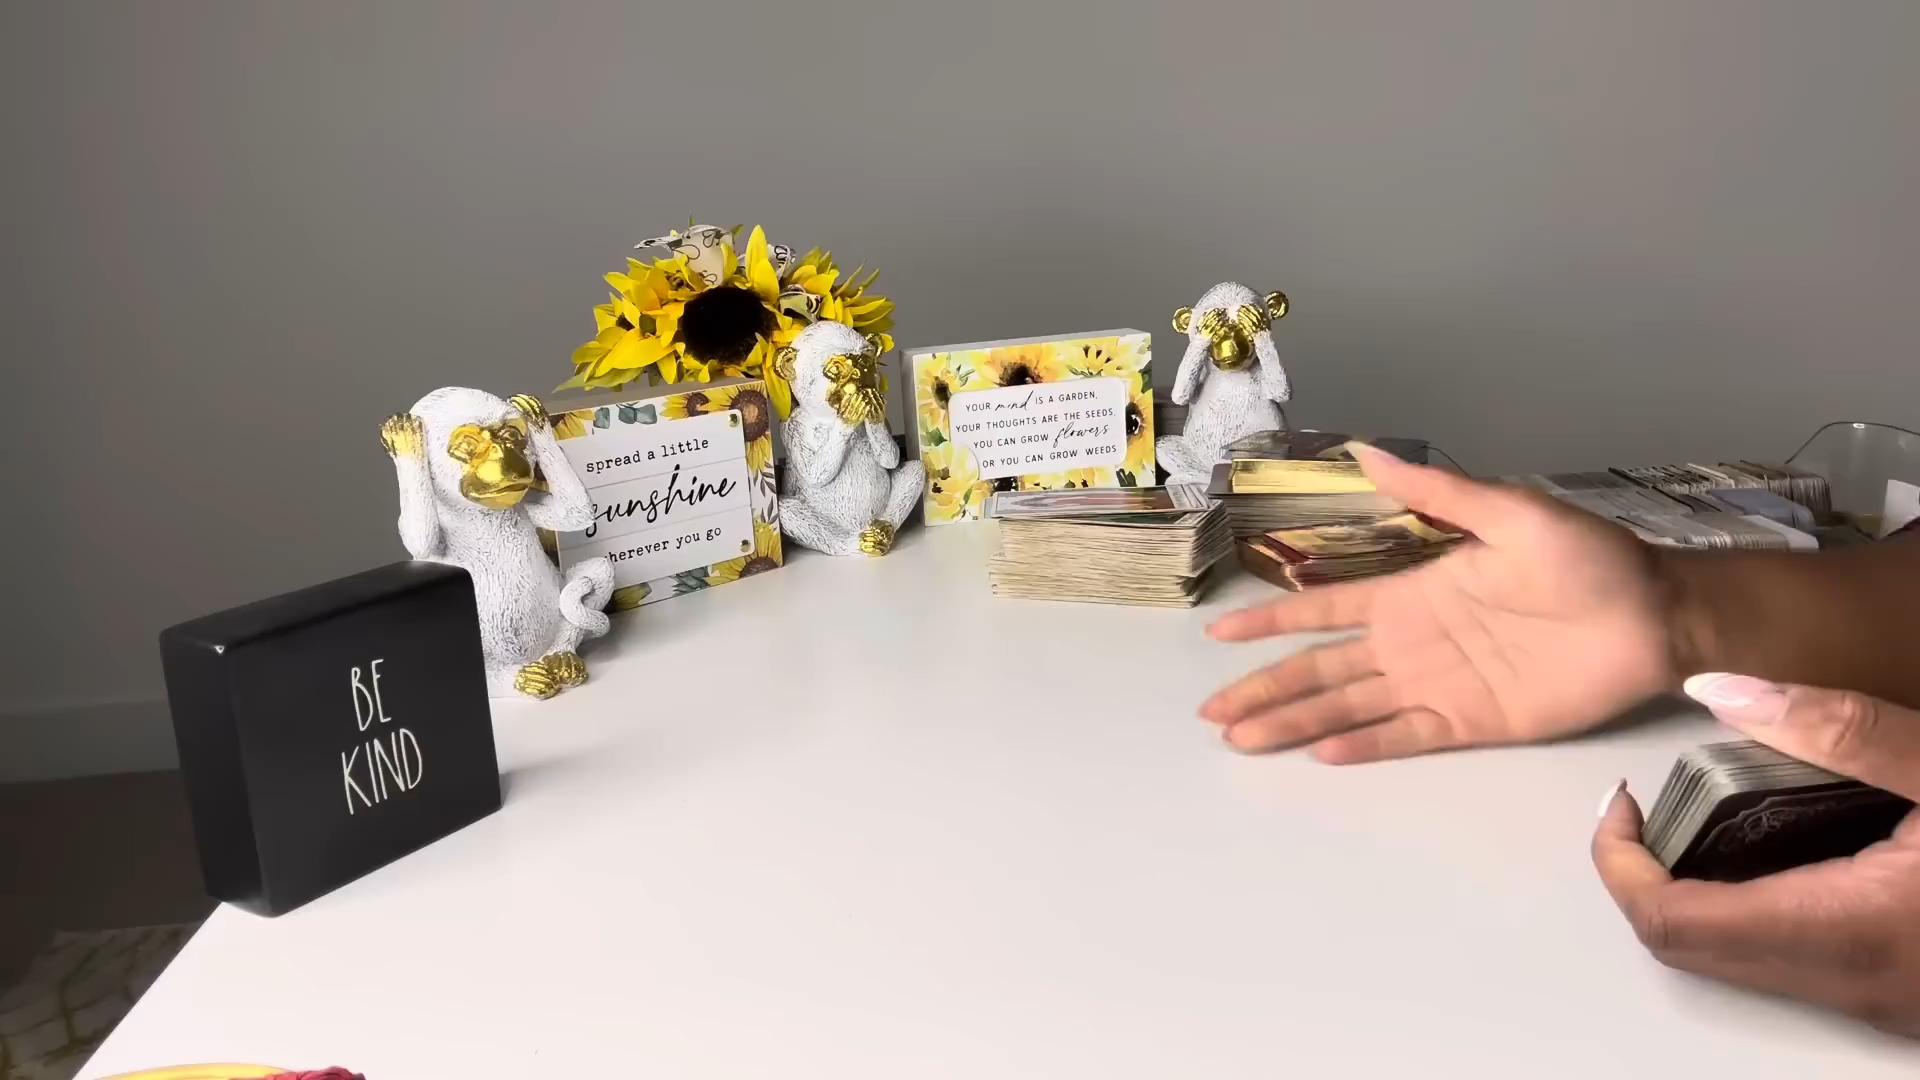 BE
KIND
spread a little
sunshine
wherever you go
YOUR mind IS A GARDEN,
YOUR THOUGHTS ARE THE SEEDS,
YOU CAN GROW flowers
OR YOU CAN GROW WEEDS